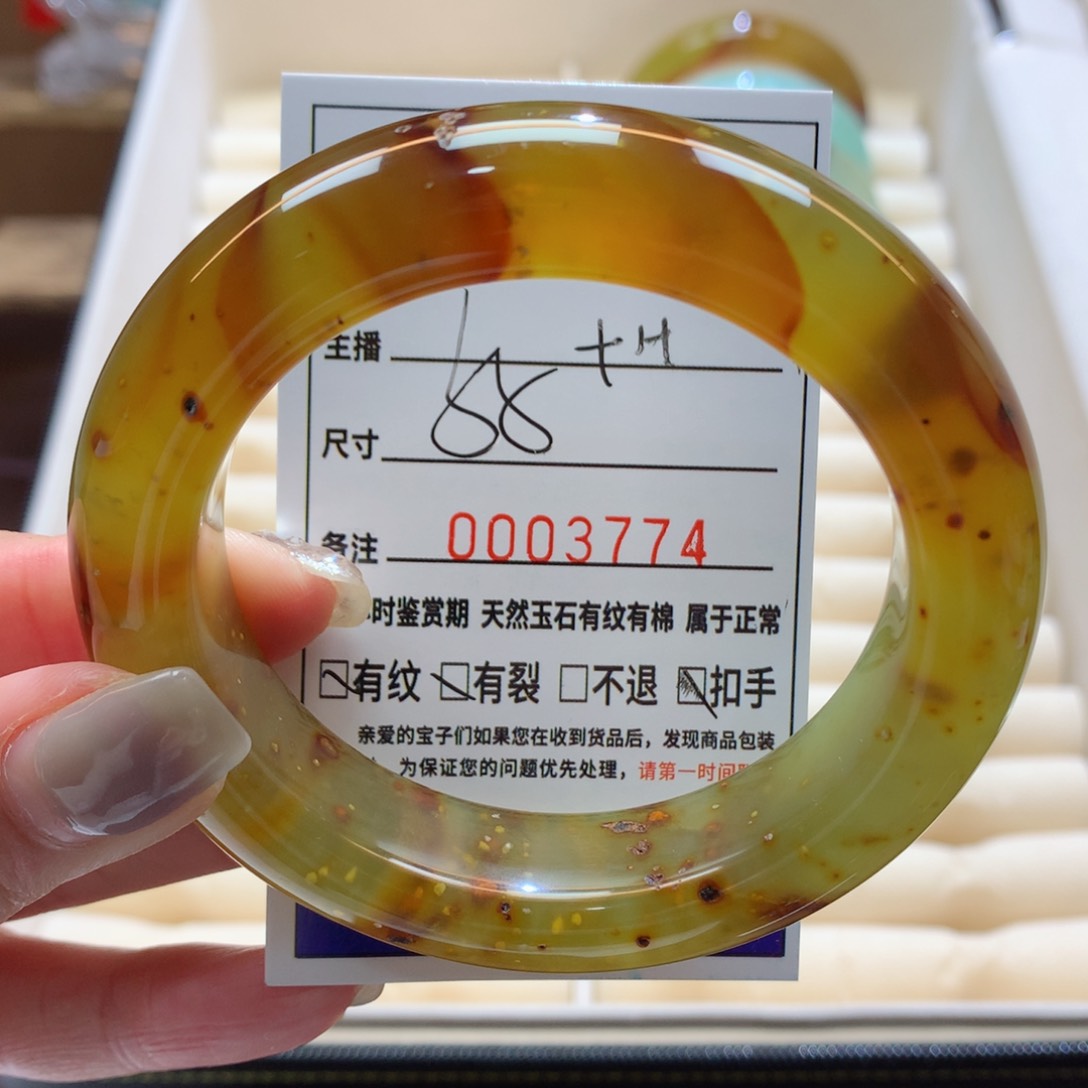 主播
尺寸 58
备注 0003774
时鉴赏期 天然玉石有纹有棉 属于正常
有纹 有裂 不退 扣手
亲爱的宝子们如果您在收到货品后，发现商品包装
为保证您的问题优先处理，请第一时间